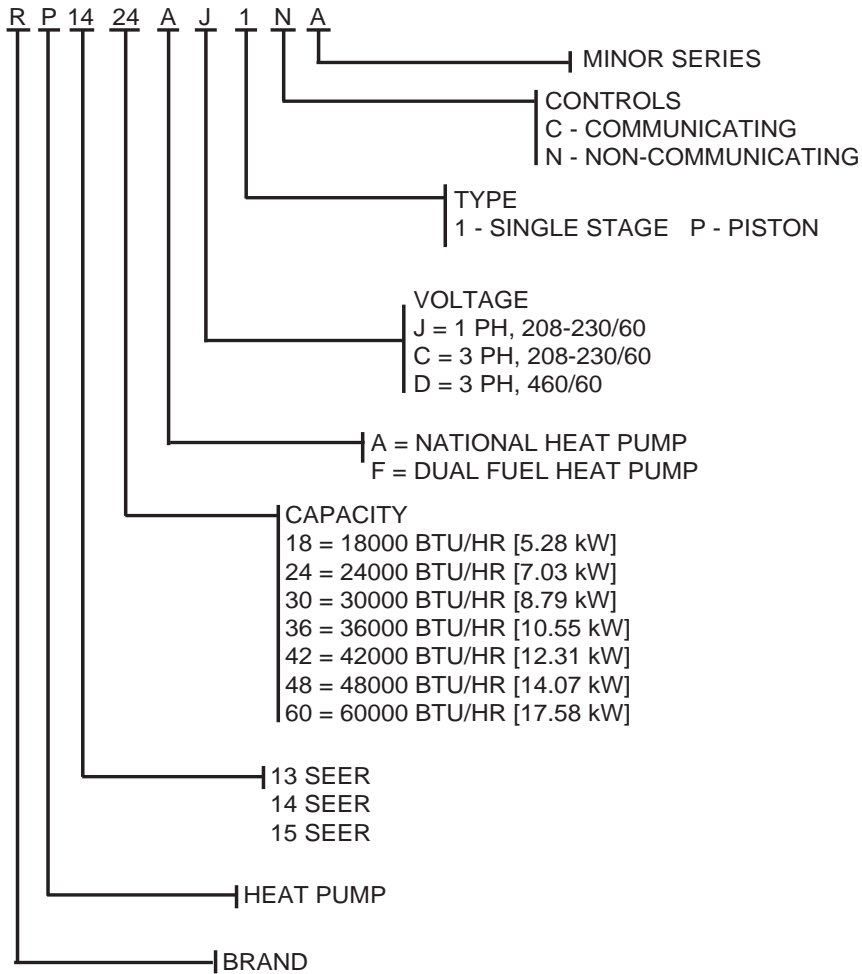 R P 14 24 A J 1 N A
MINOR SERIES
CONTROLS
C - COMMUNICATING
N - NON-COMMUNICATING
TYPE
1 - SINGLE STAGE P - PISTON
VOLTAGE
J = 1 PH, 208-230/60
C = 3 PH, 208-230/60
D = 3 PH, 460/60
A = NATIONAL HEAT PUMP
F = DUAL FUEL HEAT PUMP
CAPACITY
18 = 18000 BTU/HR [5.28 kW]
24 = 24000 BTU/HR [7.03 kW]
30 = 30000 BTU/HR [8.79 kW]
36 = 36000 BTU/HR [10.55 kW]
42 = 42000 BTU/HR [12.31 kW]
48 = 48000 BTU/HR [14.07 kW]
60 = 60000 BTU/HR [17.58 kW]
13 SEER
14 SEER
15 SEER
HEAT PUMP
BRAND